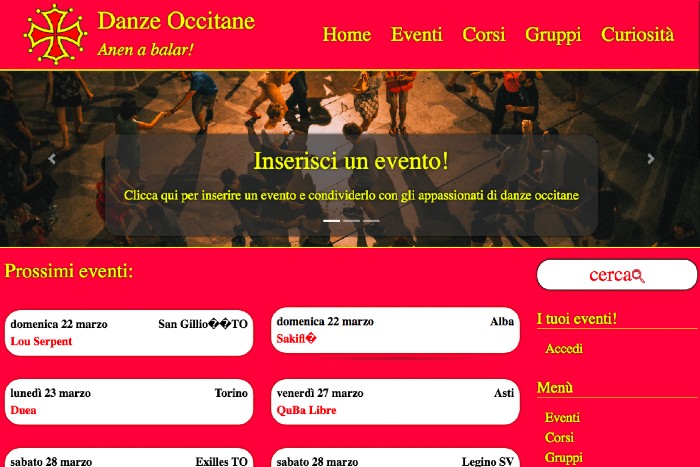 Danze Occitane
Anen a balar!
Home Eventi Corsi Gruppi Curiosità
Inserisci un evento!
Clicca qui per inserire un evento e condividerlo con gli appassionati di danze occitane
Prossimi eventi:
cerca
domenica 22 marzo San Gillio��TO
Lou Serpent
domenica 22 marzo Alba
Sakifi�
I tuoi eventi!
Accedi
lunedì 23 marzo Torino
Duea
venerdì 27 marzo Asti
QuBa Libre
Menù
Eventi
Corsi
Gruppi
sabato 28 marzo Exilles TO
sabato 28 marzo Legino SV